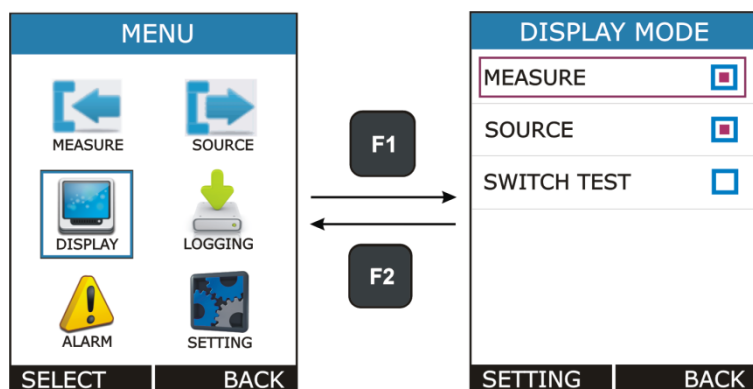 MENU
MEASURE
SOURCE
DISPLAY
LOGGING
ALARM
SETTING
SELECT
BACK
F1
F2
DISPLAY MODE
MEASURE
SOURCE
SWITCH TEST
SETTING
BACK